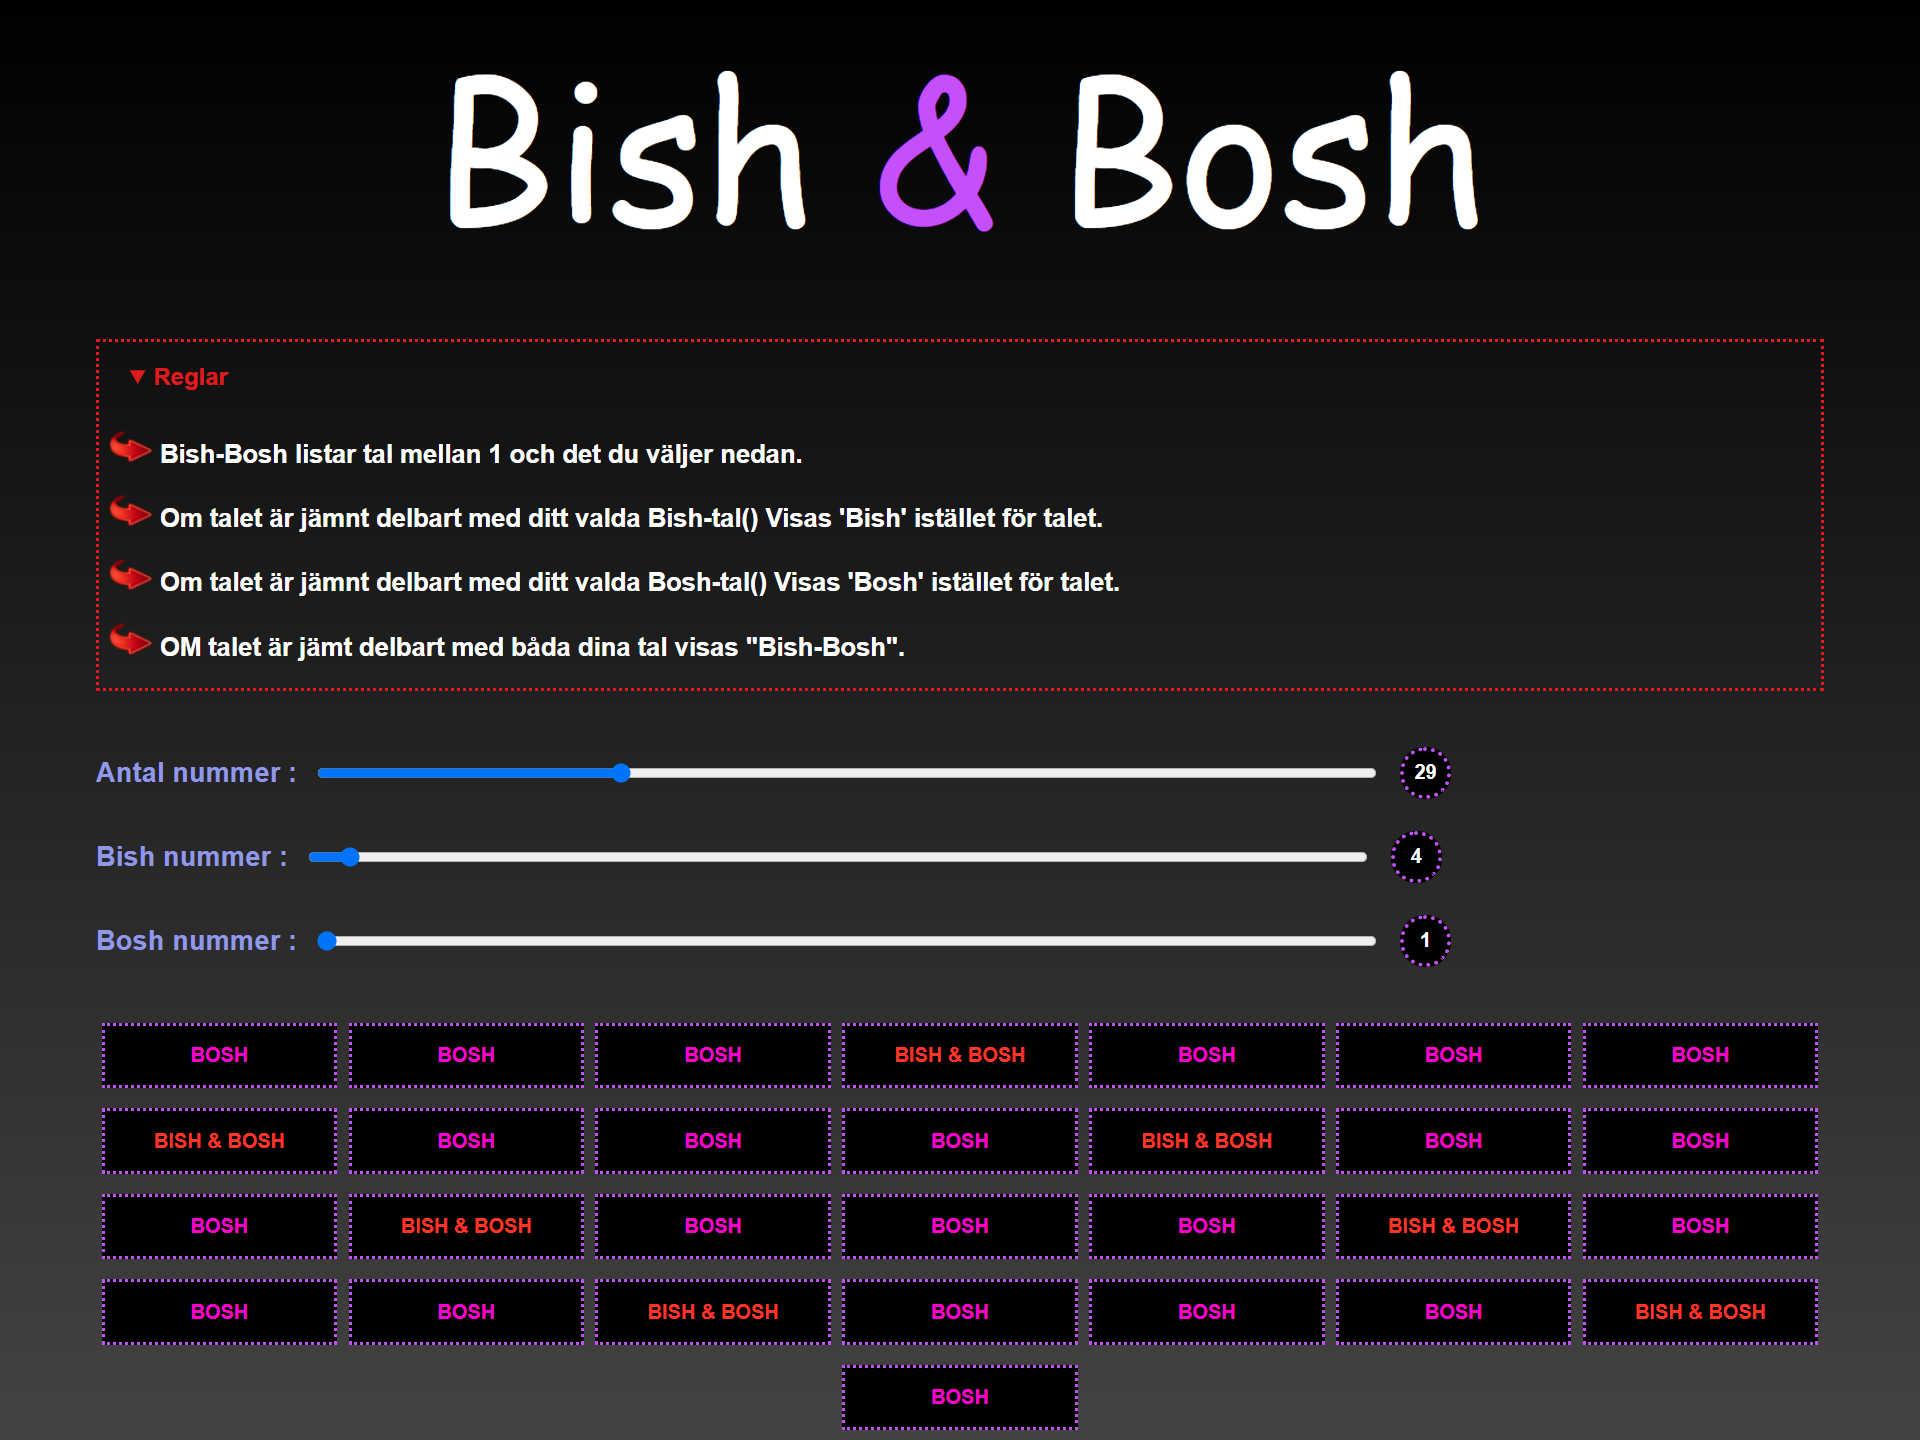 Bish & Bosh
▼ Reglar
Bish-Bosh listar tal mellan 1 och det du väljer nedan.
Om talet är jämnt delbart med ditt valda Bish-tal() Visas 'Bish' istället för talet.
Om talet är jämnt delbart med ditt valda Bosh-tal() Visas 'Bosh' istället för talet.
OM talet är jämt delbart med båda dina tal visas "Bish-Bosh".
Antal nummer : 29
Bish nummer : 4
Bosh nummer : 1
BOSH BOSH BOSH BISH & BOSH BOSH BOSH BOSH
BISH & BOSH BOSH BOSH BOSH BISH & BOSH BOSH BOSH
BOSH BISH & BOSH BOSH BOSH BOSH BISH & BOSH BOSH
BOSH BOSH BISH & BOSH BOSH BOSH BOSH BISH & BOSH
BOSH